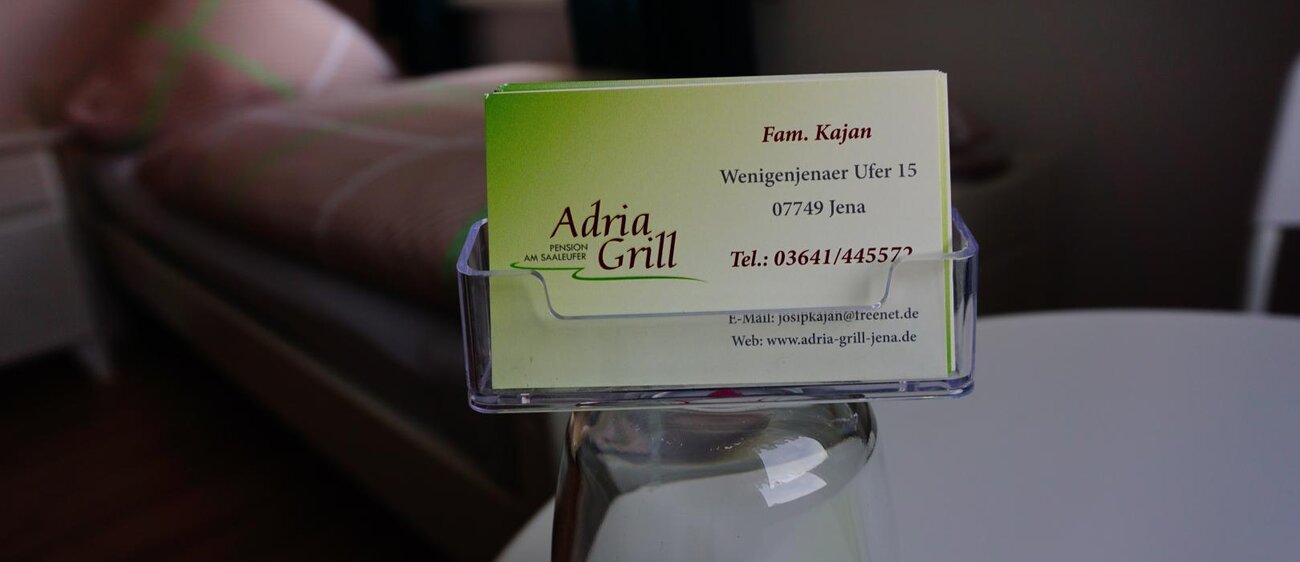 Adria
PENSION
AM SAALEUFER
Grill
Fam. Kajan
Wenigenjenaer Ufer 15
07749 Jena
Tel.: 03641/445572
E-Mail: josipkajan@freenet.de
Web: www.adria-grill-jena.de